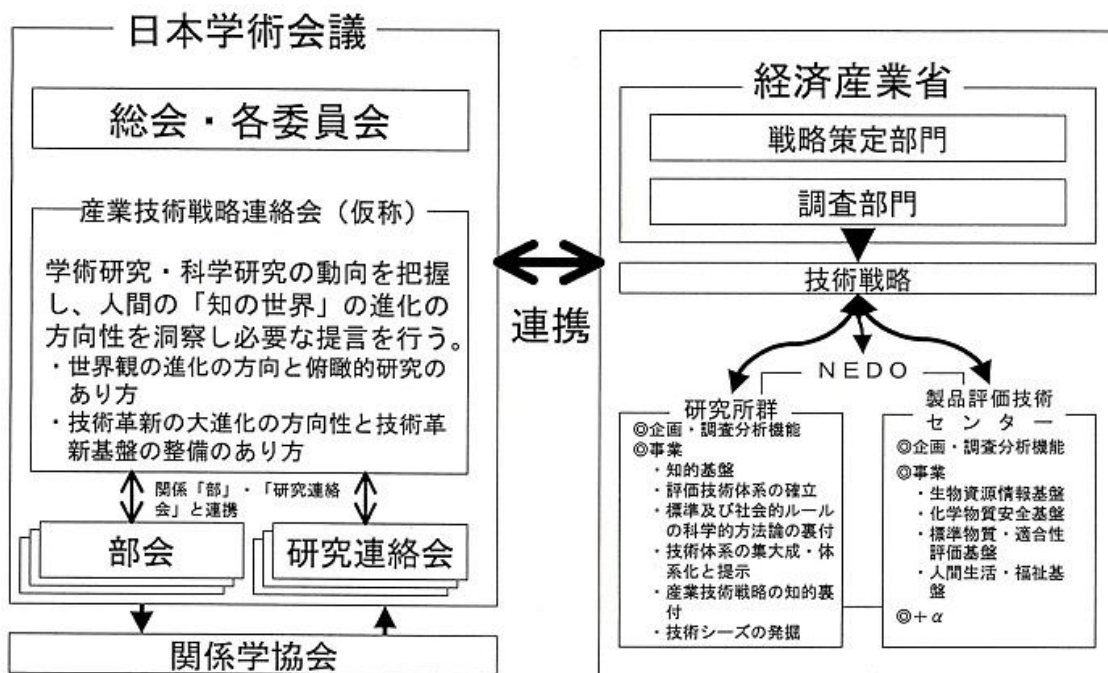 日本学術会議
総会・各委員会
産業技術戦略連絡会（仮称）
学術研究・科学研究の動向を把握
し、人間の「知の世界」の進化の
方向性を洞察し必要な提言を行う。
・世界観の進化の方向と俯瞰的研究の
あり方
・技術革新の大進化の方向性と技術革
新基盤の整備のあり方
関係「部」・「研究連絡
会」と連携
部会
研究連絡会
関係学協会
連携
経済産業省
戦略策定部門
調査部門
技術戦略
ＮＥＤＯ
研究所群
◎企画・調査分析機能
◎事業
・知的基盤
・評価技術体系の確立
・標準及び社会的ルール
の科学的方法論の裏付
・技術体系の集大成・体
系化と提示
・産業技術戦略の知的裏
付
・技術シーズの発掘
製品評価技術
センター
◎企画・調査分析機能
◎事業
・生物資源情報基盤
・化学物質安全基盤
・標準物質・適合性
評価基盤
・人間生活・福祉基
盤
◎＋α